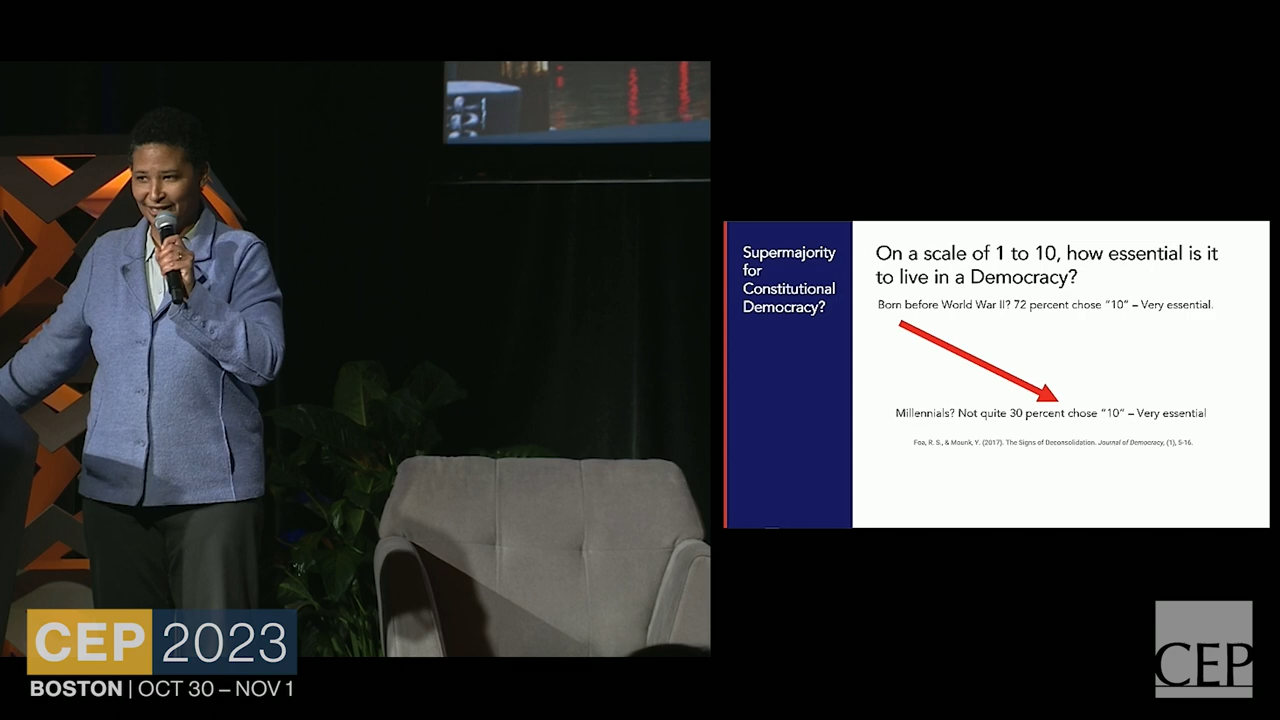 Supermajority
for
Constitutional
Democracy?
On a scale of 1 to 10, how essential is it
to live in a Democracy?
Born before World War II? 72 percent chose “10” – Very essential.
Millennials? Not quite 30 percent chose “10” – Very essential
Foa, R. S., & Mounk, Y. (2017). The Signs of Deconsolidation. Journal of Democracy, (1), 5-16.
CEP 2023
BOSTON | OCT 30 – NOV 1
CEP